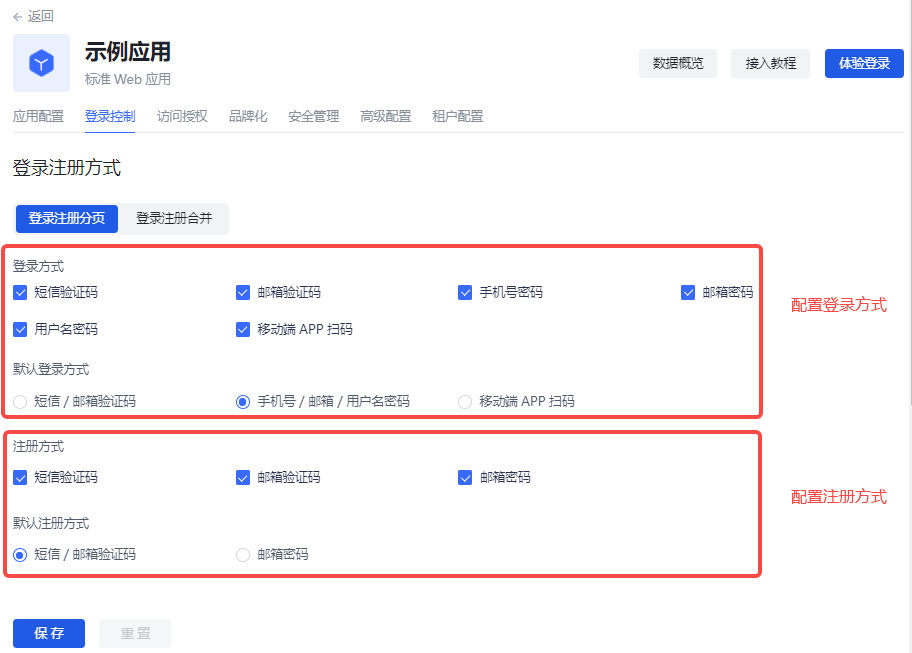 返回
示例应用
标准 Web 应用
数据概览 接入教程 体验登录
应用配置 登录控制 访问授权 品牌化 安全管理 高级配置 租户配置
登录注册方式
登录注册分页 登录注册合并
登录方式
短信验证码 邮箱验证码 手机号密码 邮箱密码
配置登录方式
用户名密码 移动端 APP 扫码
默认登录方式
短信 / 邮箱验证码 手机号 / 邮箱 / 用户名密码 移动端 APP 扫码
注册方式
短信验证码 邮箱验证码 邮箱密码
配置注册方式
默认注册方式
短信 / 邮箱验证码 邮箱密码
保存 重置